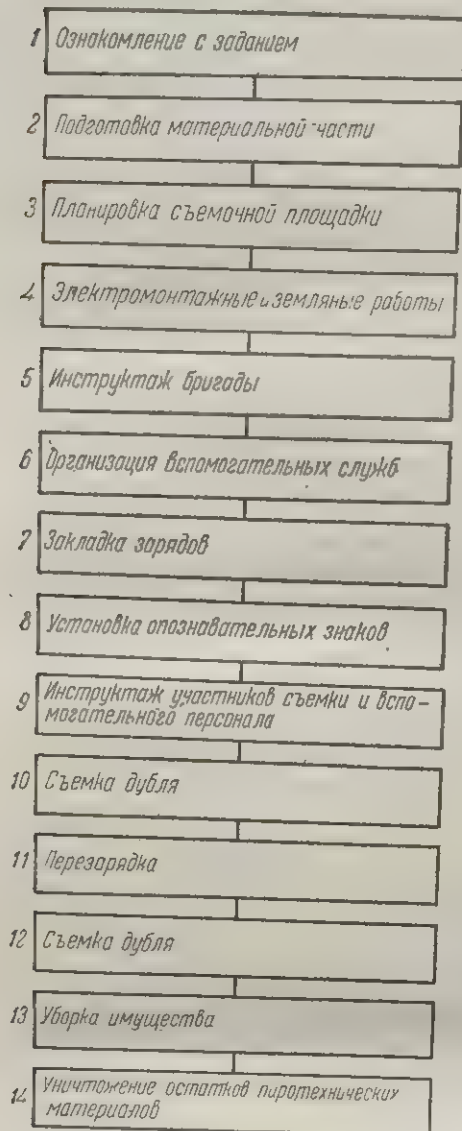 1 Ознакомление с заданием
2 Подготовка материальной части
3 Планировка съемочной площадки
4 Электромонтажные и земляные работы
5 Инструктаж бригады
6 Организация вспомогательных служб
7 Закладка зарядов
8 Установка опознавательных знаков
9 Инструктаж участников съемки и вспо-
могательного персонала
10 Съемка дубля
11 Перезарядка
12 Съемка дубля
13 Уборка имущества
14 Уничтожение остатков пиротехнических
материалов